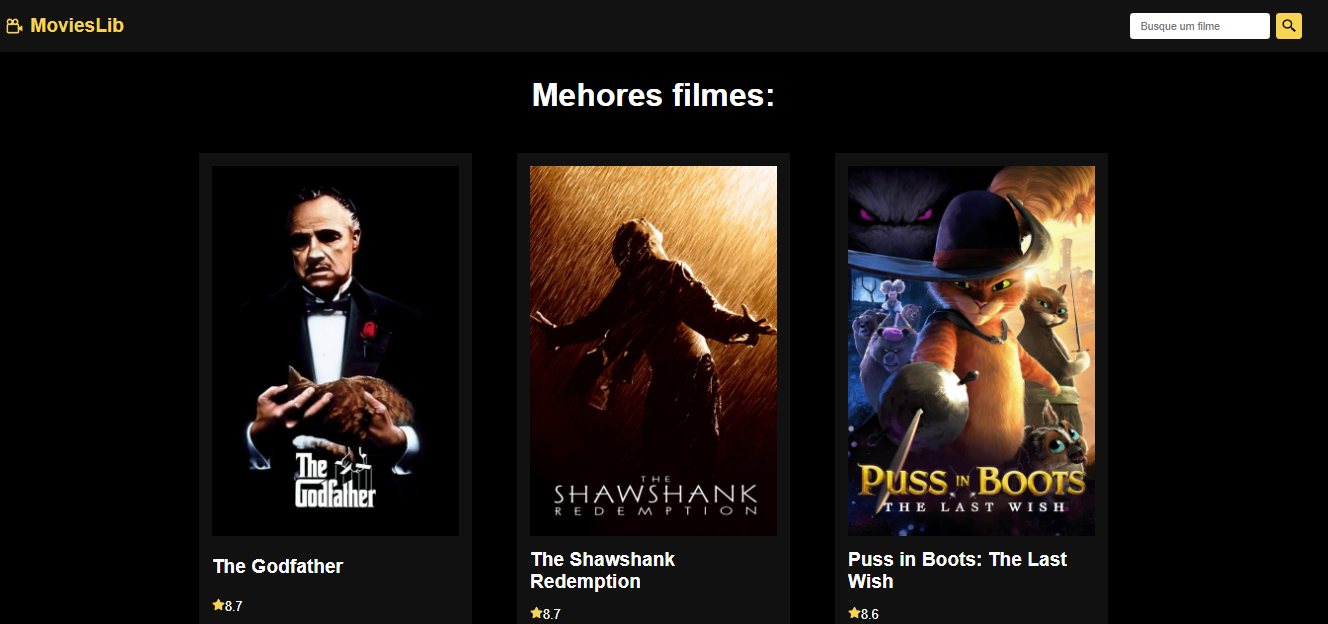 MoviesLib
Busque um filme
Mehores filmes:
The
Godfather
THE
SHAWSHANK
REDEMPTION
PUSS IN BOOTS
THE LAST WISH
The Godfather
8.7
The Shawshank
Redemption
8.7
Puss in Boots: The Last
Wish
8.6